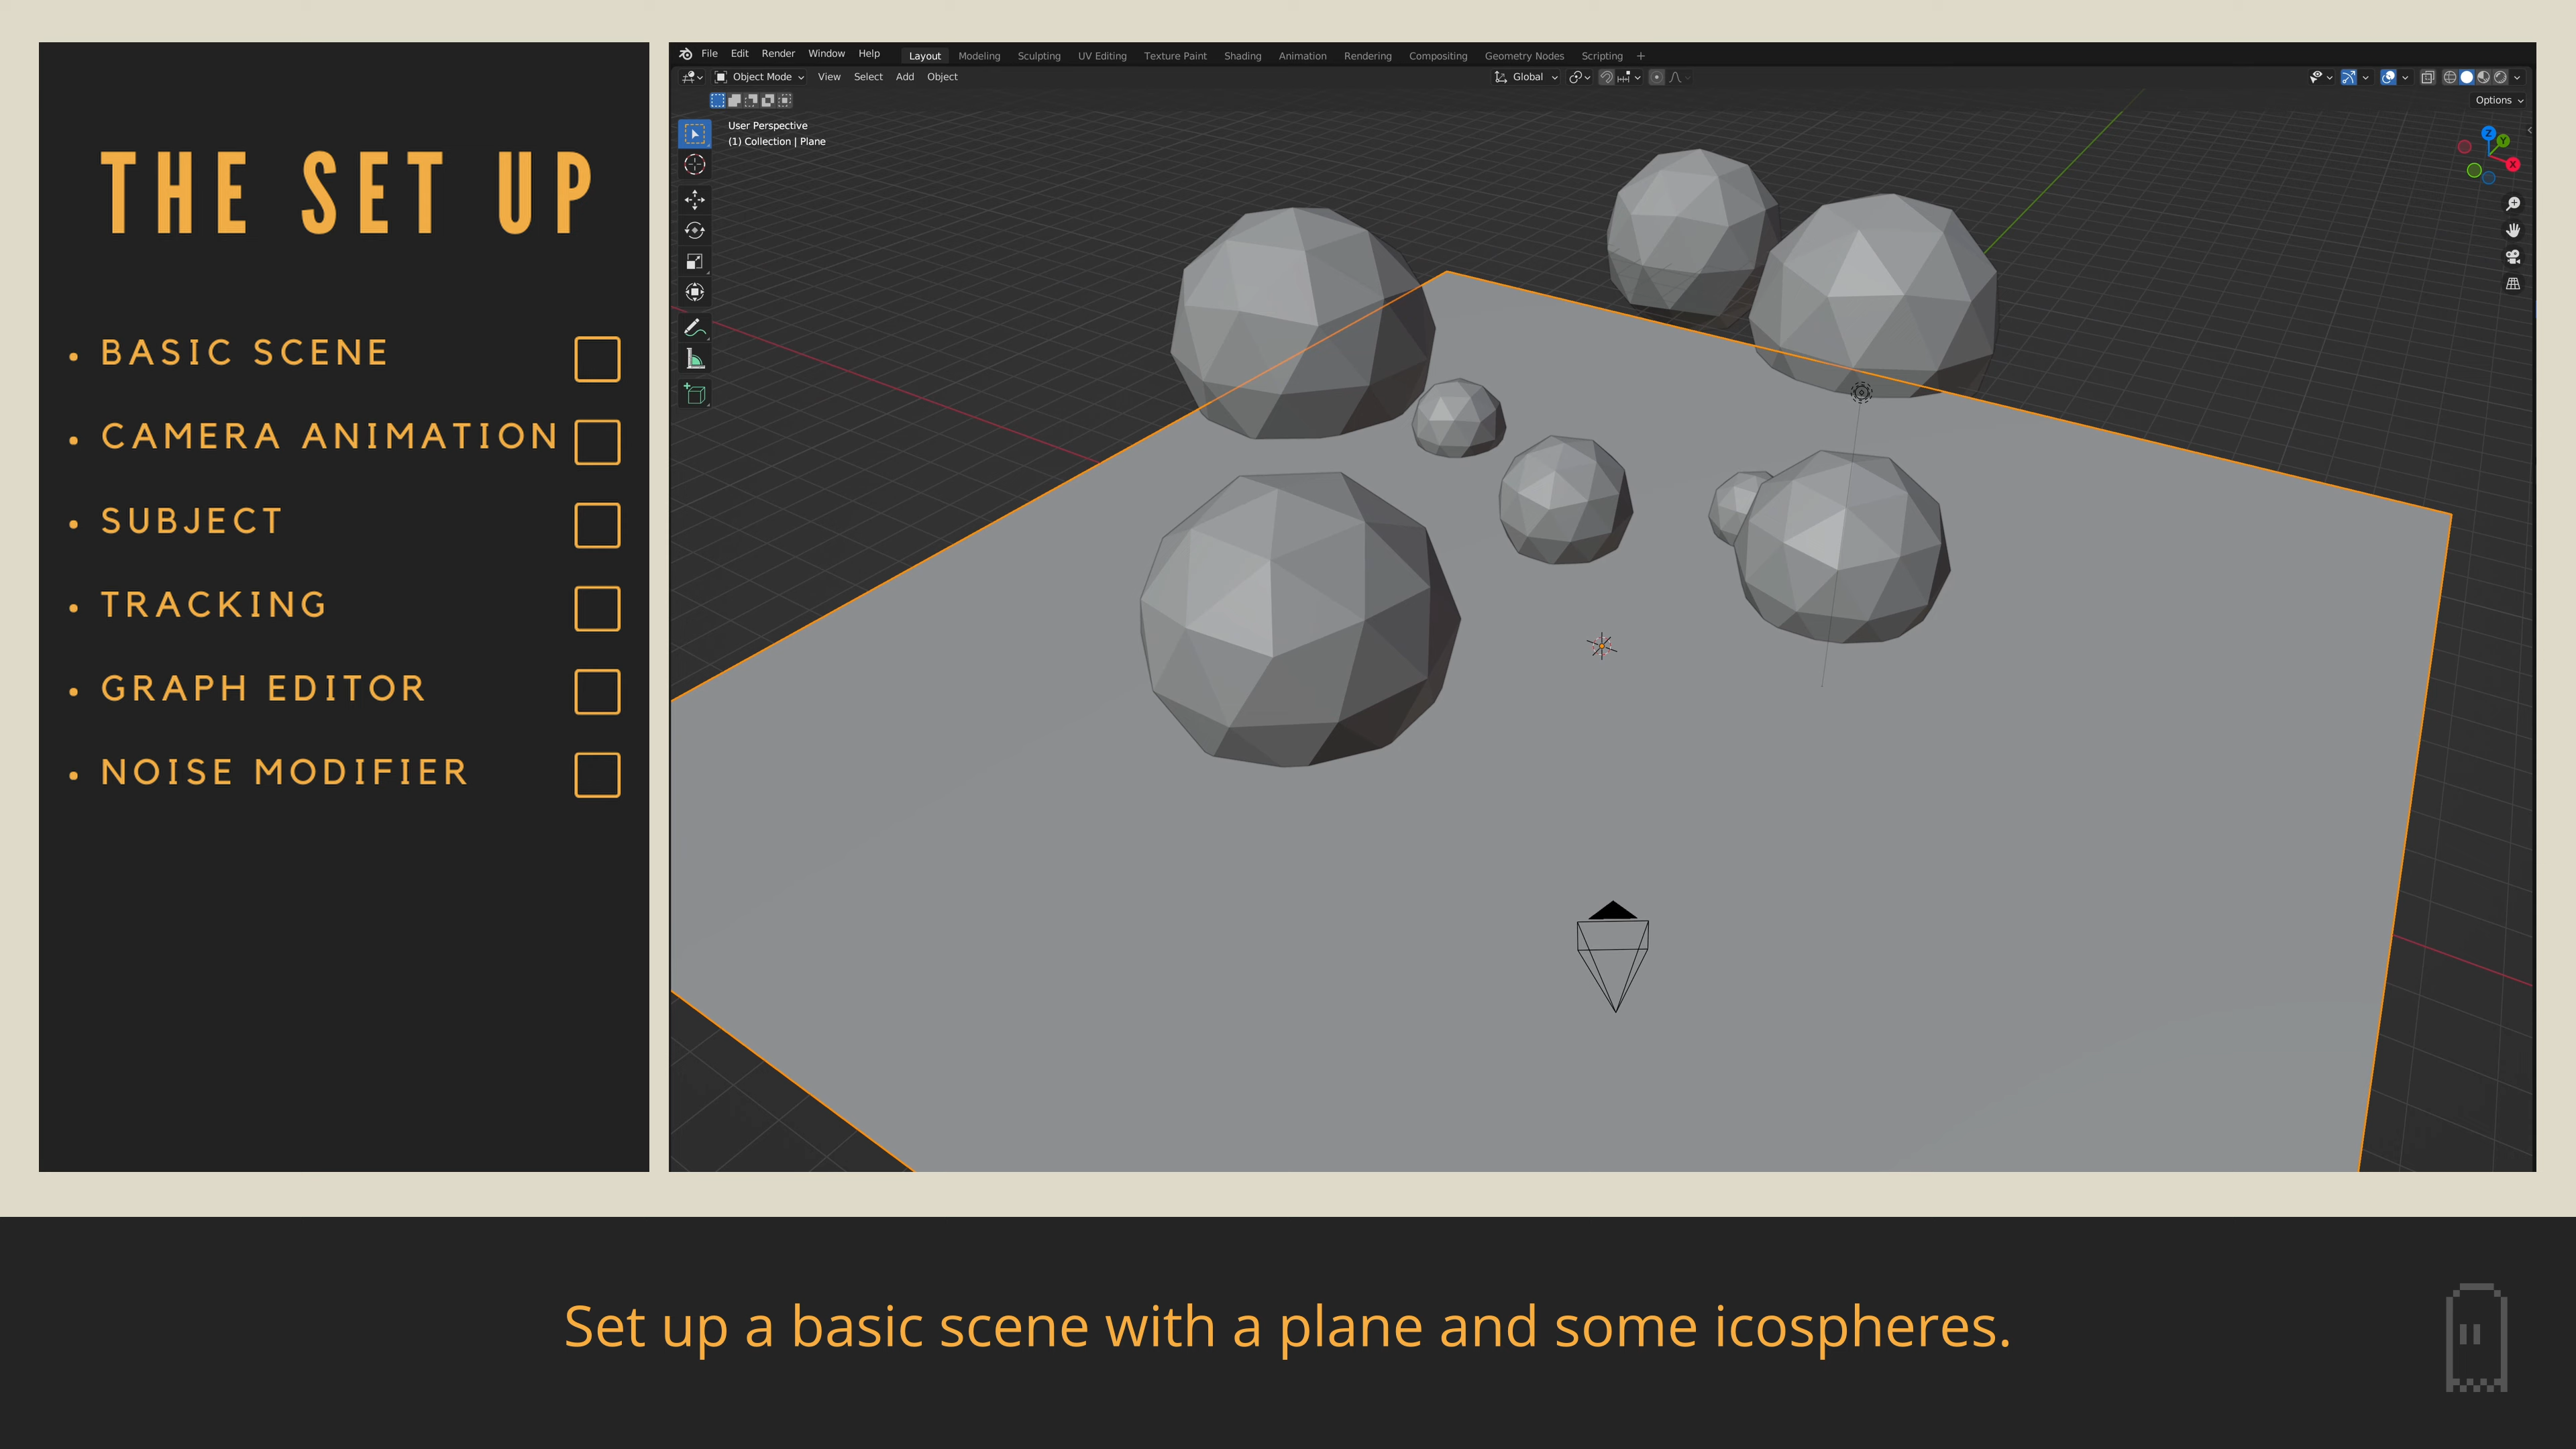 THE SET UP
• BASIC SCENE
• CAMERA ANIMATION
• SUBJECT
• TRACKING
• GRAPH EDITOR
• NOISE MODIFIER
File Edit Render Window Help Layout Modeling Sculpting UV Editing Texture Paint Shading Animation Rendering Compositing Geometry Nodes Scripting +
Object Mode View Select Add Object Global
Options
User Perspective
(1) Collection | Plane
Z
Y
X
Set up a basic scene with a plane and some icospheres.